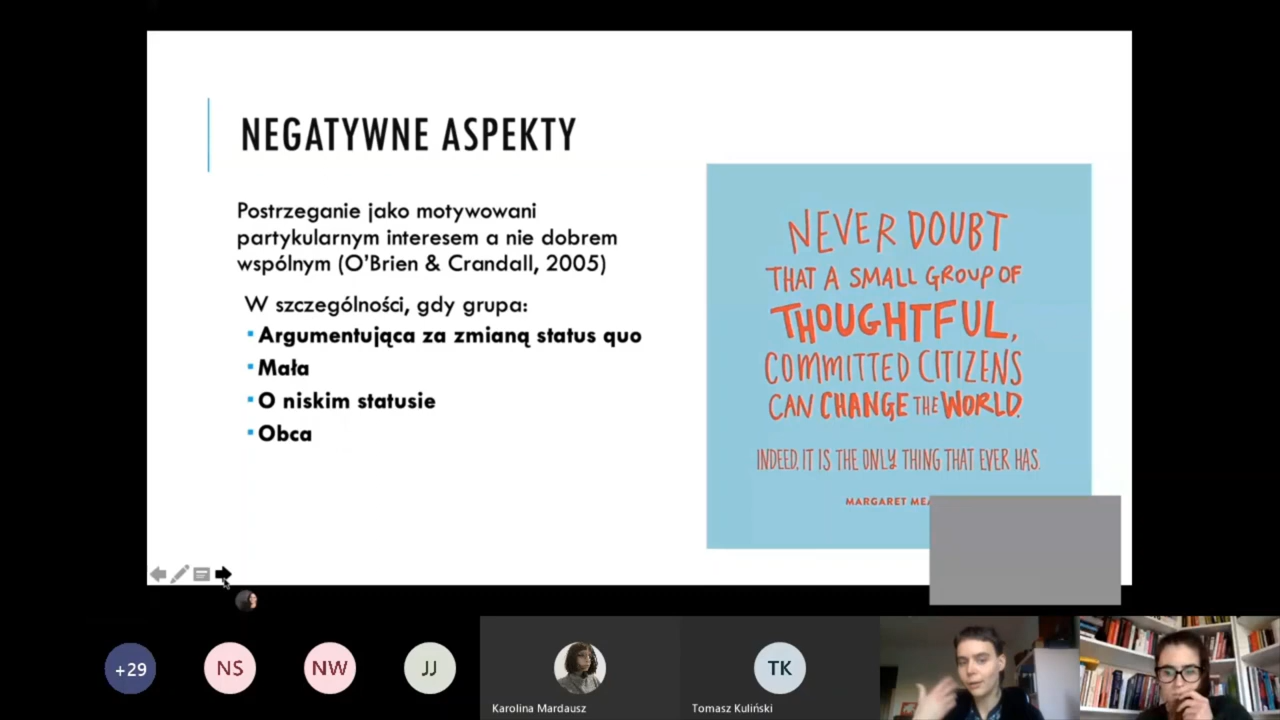 NEGATYWNE ASPEKTY
Postrzeganie jako motywowani
partykularnym interesem a nie dobrem
wspólnym (O'Brien & Crandall, 2005)
W szczególności, gdy grupa:
Argumentująca za zmianą status quo
Mała
O niskim statusie
Obca
NEVER DOUBT
THAT A SMALL GROUP OF
THOUGHTFUL,
COMMITTED CITIZENS
CAN CHANGE THE WORLD.
INDEED, IT IS THE ONLY THING THAT EVER HAS.
MARGARET
+29
NS
NW
JJ
Karolina Mardausz
TK
Tomasz Kuliński